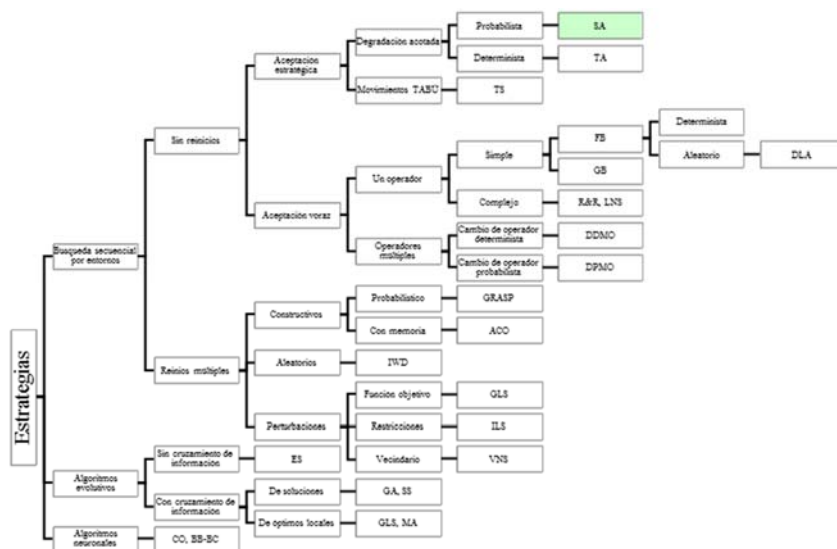 Estrategias
Busqueda secuencial
por entornos
Sin reinicios
Aceptación
estratégica
Degradación acotada
Probabilista
SA
Determinista
TA
Movimientos TABU
TS
Aceptación voraz
Un operador
Simple
FB
Determinista
Aleatorio
DLA
GB
Complejo
R&R, LNS
Operadores
múltiples
Cambio de operador
determinista
DDMO
Cambio de operador
probabilista
DPMO
Reinios múltiples
Constructivos
Probabilístico
GRASP
Con memoria
ACO
Aleatorios
IWD
Perturbaciones
Función objetivo
GLS
Restricciones
ILS
Vecindario
VNS
Algoritmos
evolutivos
Sin cruzamiento de
información
ES
Con cruzamiento de
información
De soluciones
GA, SS
De óptimos locales
GLS, MA
Algoritmos
neuronales
CO, BB-BC